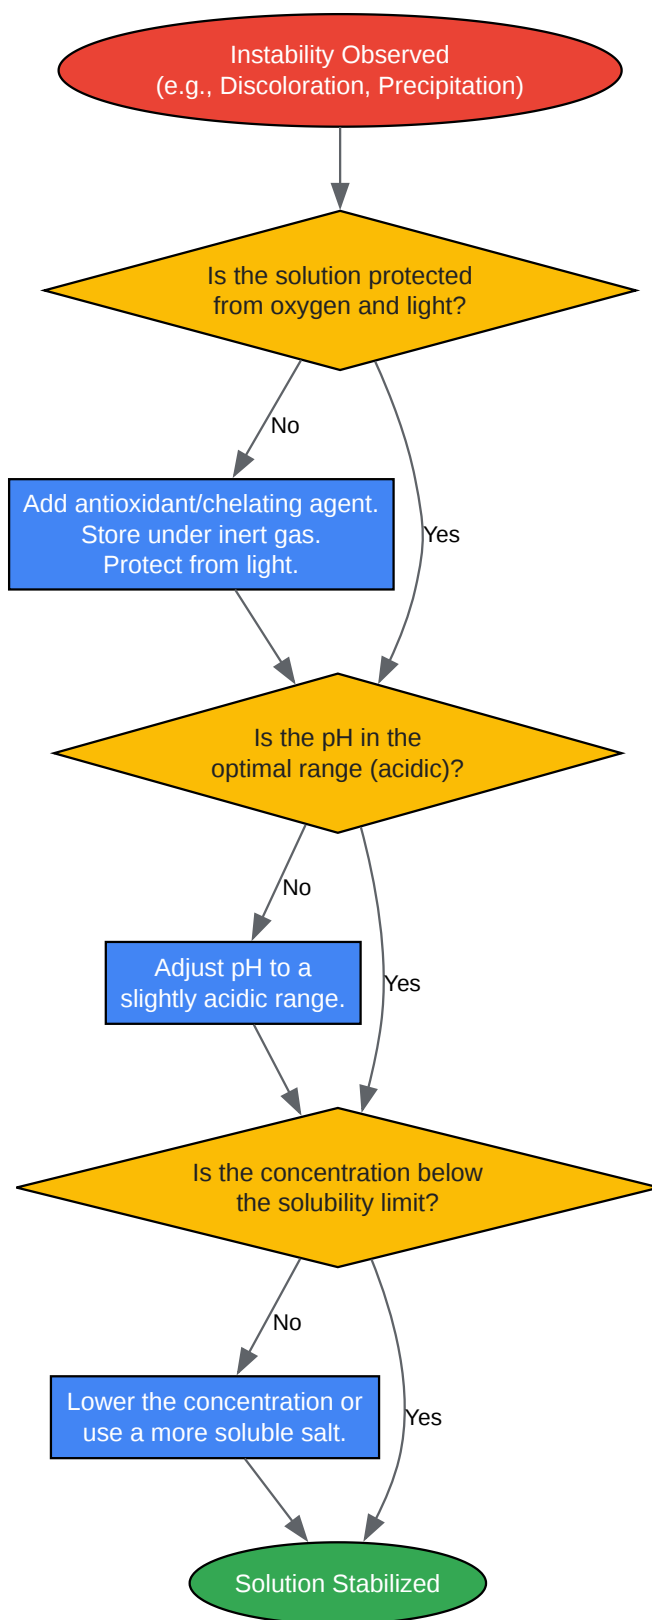 Instability Observed
(e.g., Discoloration, Precipitation)
Is the solution protected
from oxygen and light?
No
Add antioxidant/chelating agent.
Store under inert gas.
Protect from light.
Yes
Is the pH in the
optimal range (acidic)?
No
Adjust pH to a
slightly acidic range.
Yes
Is the concentration below
the solubility limit?
No
Lower the concentration or
use a more soluble salt.
Yes
Solution Stabilized